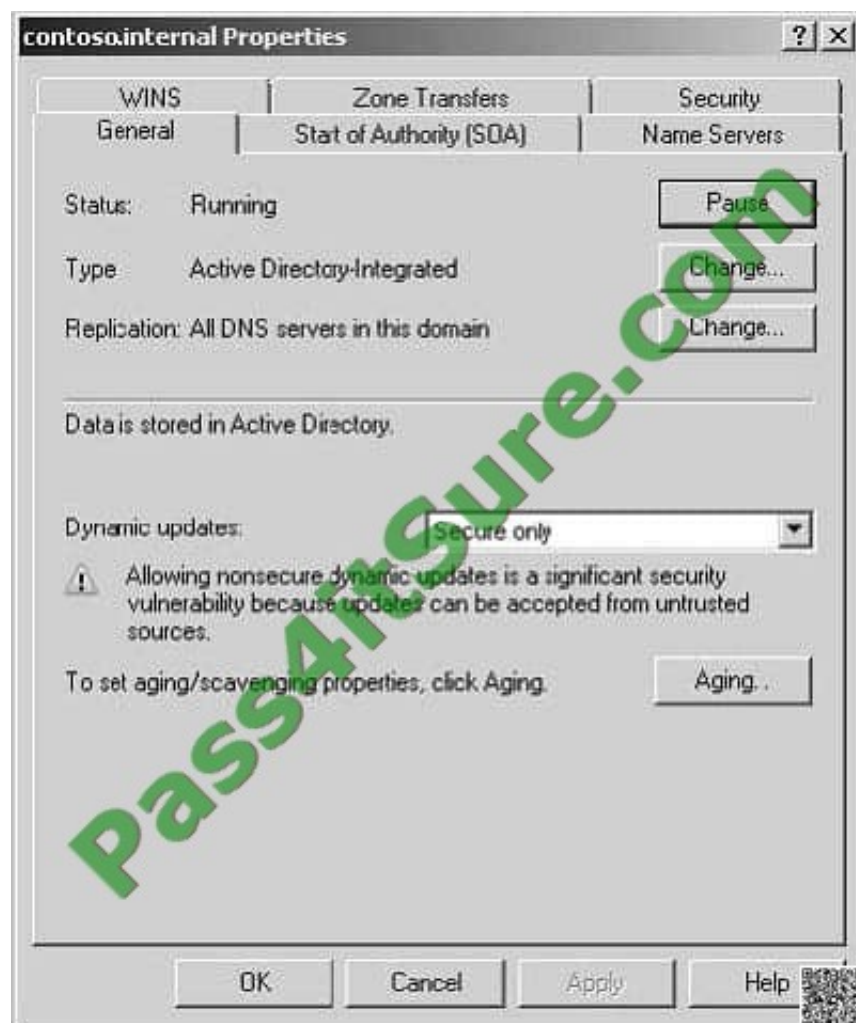 contoso.internal Properties
WINS
Zone Transfers
Security
General
Start of Authority (SOA)
Name Servers
Status: Running
Pause
Type Active Directory-Integrated
Change...
Replication: All DNS servers in this domain
Change...
Data is stored in Active Directory.
Dynamic updates: Secure only
Allowing nonsecure dynamic updates is a significant security
vulnerability because updates can be accepted from untrusted
sources.
To set aging/scavenging properties, click Aging.
Aging..
OK
Cancel
Apply
Help
Pass4itSure.com